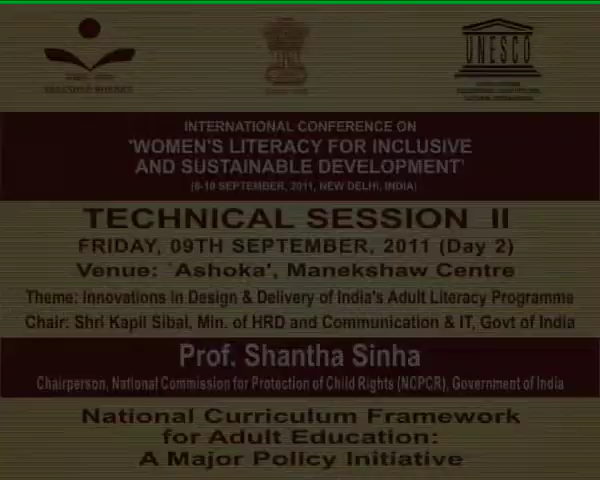 SAAKSHAR BHARAT
UNESCO
INTERNATIONAL CONFERENCE ON
'WOMEN'S LITERACY FOR INCLUSIVE
AND SUSTAINABLE DEVELOPMENT'
(8-10 SEPTEMBER, 2011, NEW DELHI, INDIA)
TECHNICAL SESSION II
FRIDAY, 09TH SEPTEMBER, 2011 (Day 2)
Venue: `Ashoka', Manekshaw Centre
Theme: Innovations in Design & Delivery of India's Adult Literacy Programme
Chair: Shri Kapil Sibal, Min. of HRD and Communication & IT, Govt of India
Prof. Shantha Sinha
Chairperson, National Commission for Protection of Child Rights (NCPCR), Government of India
National Curriculum Framework
for Adult Education:
A Major Policy Initiative